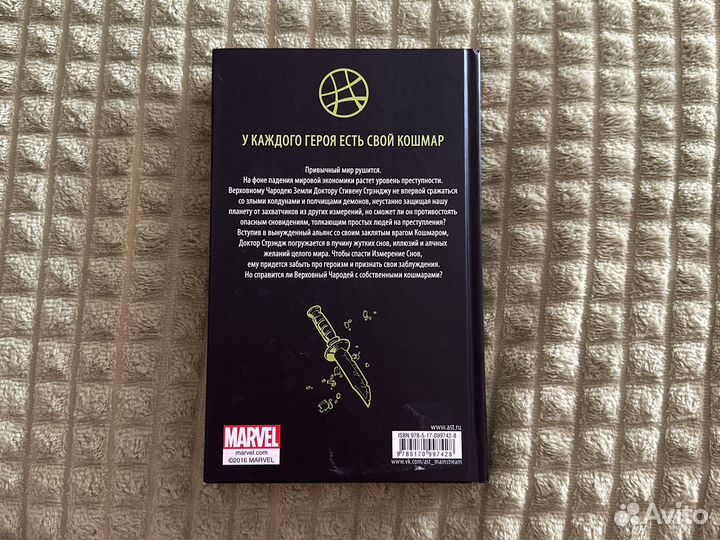 У КАЖДОГО ГЕРОЯ ЕСТЬ СВОЙ КОШМАР
Привычный мир рушится.
На фоне падения мировой экономики растет уровень преступности.
Верховному Чародею Земли Доктору Стивену Стрэнджу не впервой сражаться
со злыми колдунами и полчищами демонов, неустанно защищая нашу
планету от захватчиков из других измерений, но сможет ли он противостоять
опасным сновидениям, толкающим простых людей на преступления?
Вступив в вынужденный альянс со своим заклятым врагом Кошмаром,
Доктор Стрэндж погружается в пучину жутких снов, иллюзий и алчных
желаний целого мира. Чтобы спасти Измерение Снов,
ему придется забыть про героизм и признать свои заблуждения.
Но справится ли Верховный Чародей с собственными кошмарами?
MARVEL
marvel.com
©2016 MARVEL
www.ast.ru
ISBN 978-5-17-099742-8
9785170997428
www.vk.com/ast_mainstream
Avito